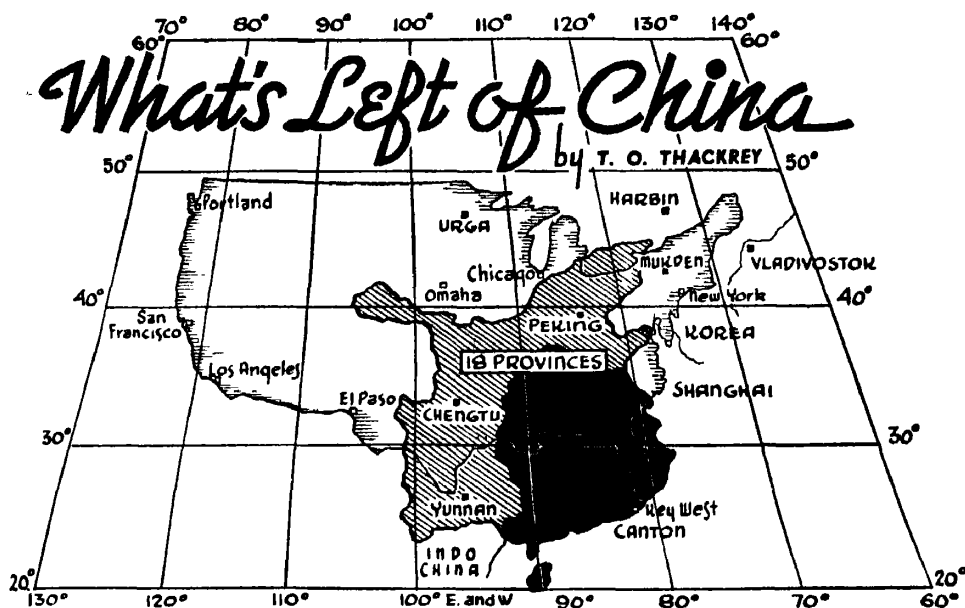 70° 80° 90° 100° 110° 120° 130° 140°
60° 60°
What's Left of China
by T. O. THACKREY
50° 50°
Portland
URGA
HARBIN
Chicago
MUKDEN
VLADIVOSTOK
Omaha
New York
40° 40°
San
Francisco
PEKING
KOREA
18 PROVINCES
Los Angeles
SHANGHAI
El Paso
CHENGTU
30° 30°
YUNNAN
Key West
CANTON
INDO
CHINA
20° 20°
130° 120° 110° 100° E. and W 90° 80° 70° 60°